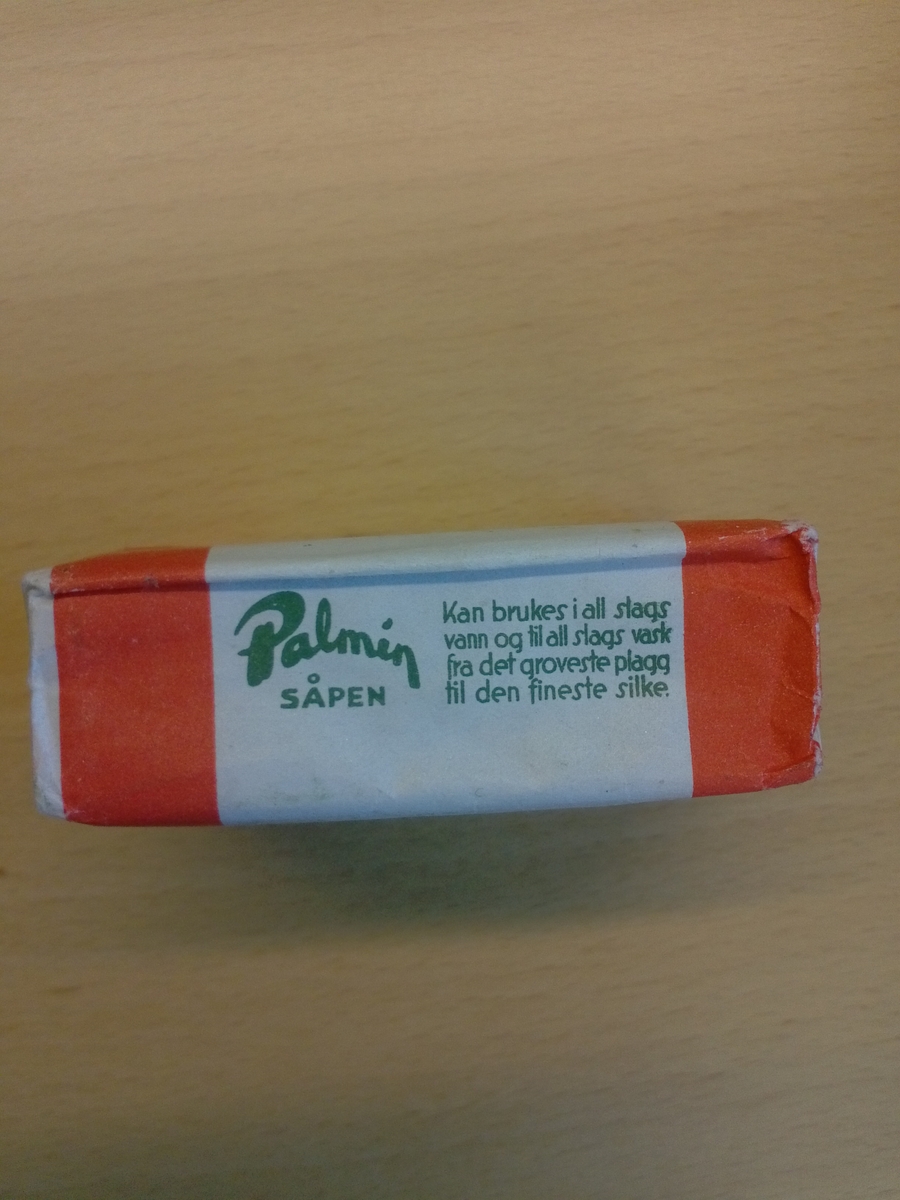 Palmin
SÅPEN
Kan brukes i all slags
vann og til all slags vask
fra det groveste plagg
til den fineste silke.